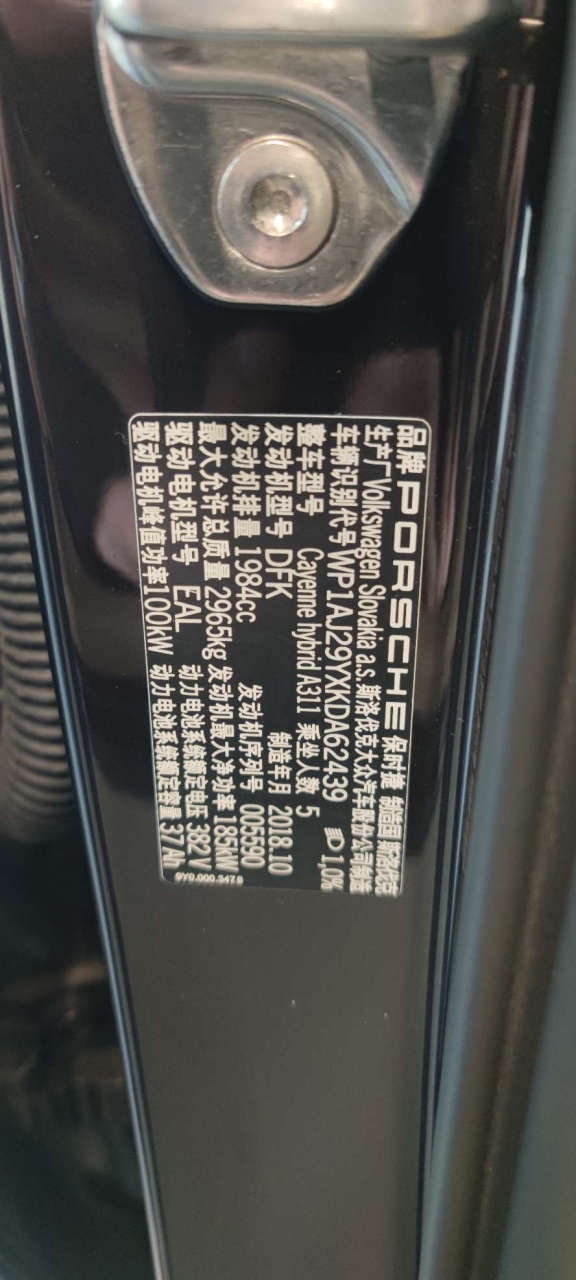 品牌 PORSCHE 保时捷 制造国 斯洛伐克
生产厂 Volkswagen Slovakia a.s. 斯洛伐克大众汽车股份公司制造
车辆识别代号 WP1AJ29YXKDA62439 1,0%
整车型号 Cayenne hybrid A311 乘坐人数 5
发动机型号 DFK 制造年月 2018.10
发动机排量 1984cc 发动机序列号 005590
最大允许总质量 2965kg 发动机最大净功率 185kW
驱动电机型号 EAL 动力电池系统额定电压 382 V
驱动电机峰值功率 100kW 动力电池系统额定容量 37Ah
9Y0.000.347.B